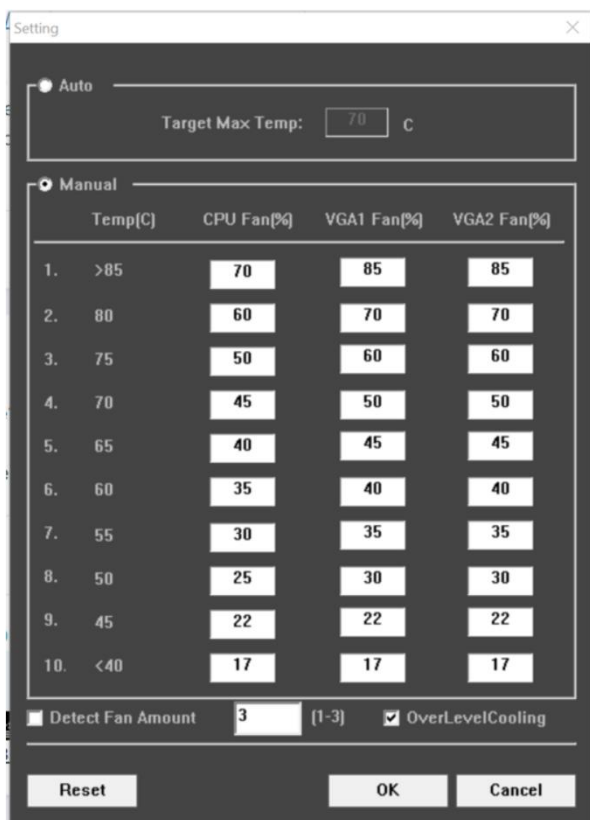 Setting
Auto
Target Max Temp: 70 C
Manual
Temp(C) CPU Fan(%) VGA1 Fan(%) VGA2 Fan(%)
1. >85 70 85 85
2. 80 60 70 70
3. 75 50 60 60
4. 70 45 50 50
5. 65 40 45 45
6. 60 35 40 40
7. 55 30 35 35
8. 50 25 30 30
9. 45 22 22 22
10. <40 17 17 17
Detect Fan Amount 3 (1-3) OverLevelCooling
Reset OK Cancel